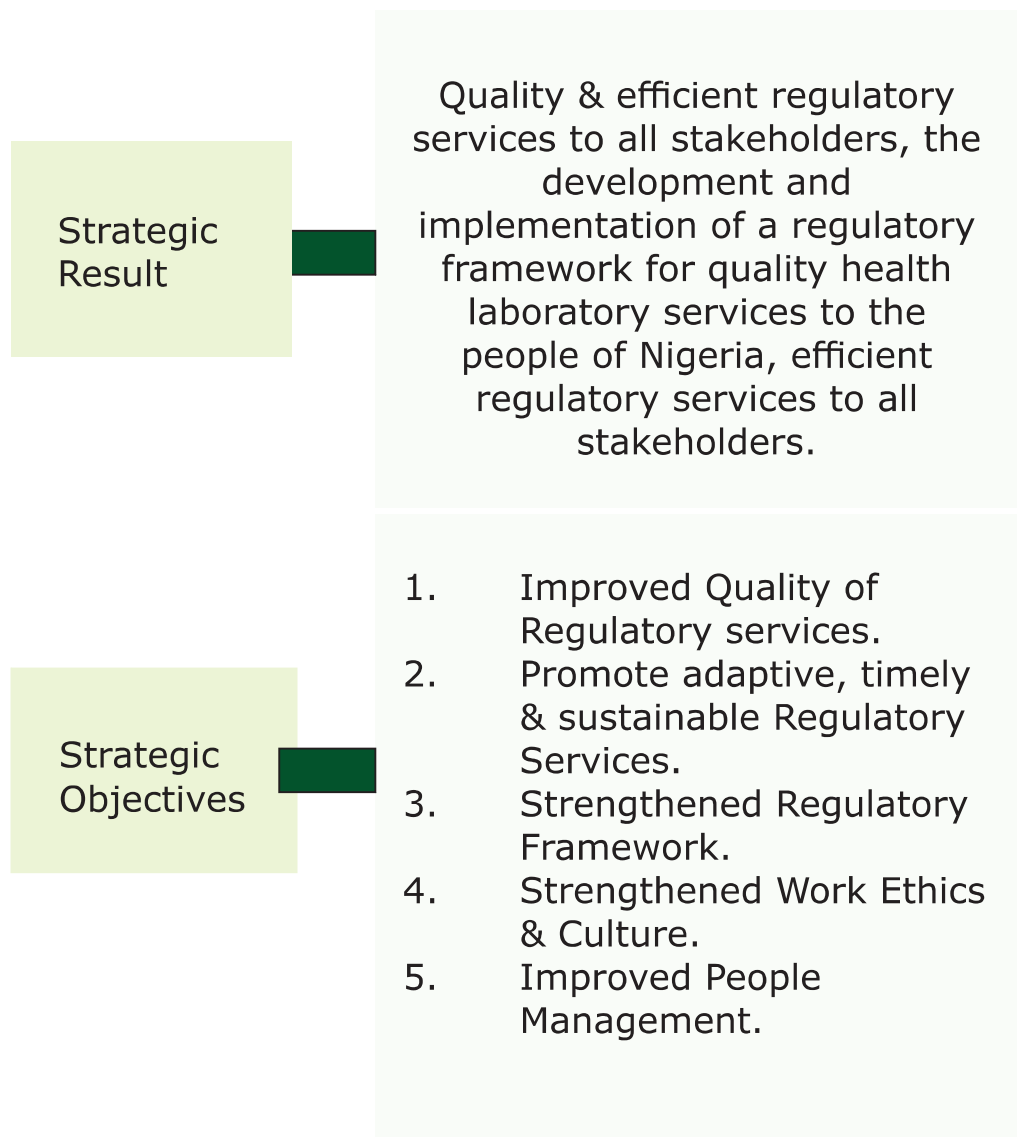 Strategic
Result
Quality & efficient regulatory
services to all stakeholders, the
development and
implementation of a regulatory
framework for quality health
laboratory services to the
people of Nigeria, efficient
regulatory services to all
stakeholders.
Strategic
Objectives
1. Improved Quality of
Regulatory services.
2. Promote adaptive, timely
& sustainable Regulatory
Services.
3. Strengthened Regulatory
Framework.
4. Strengthened Work Ethics
& Culture.
5. Improved People
Management.